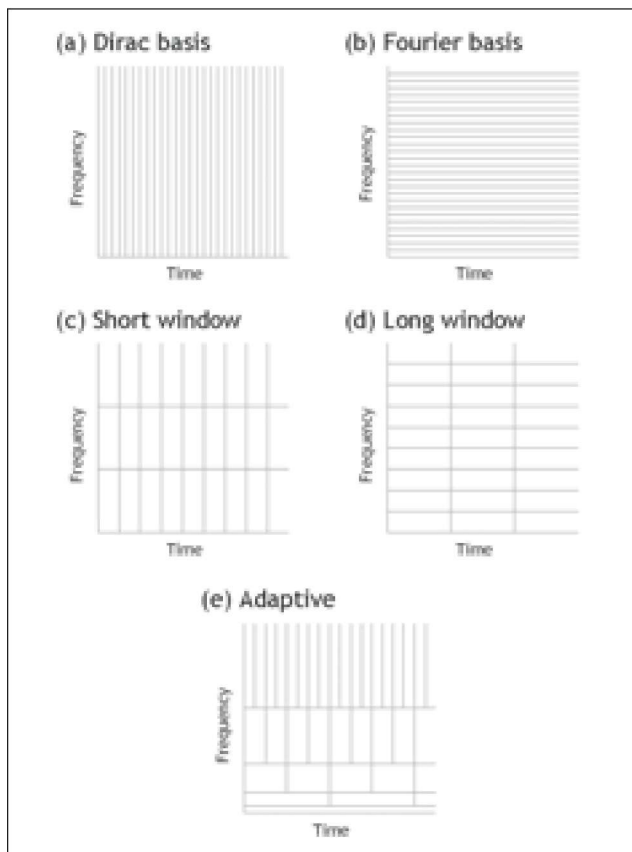 (a) Dirac basis
(b) Fourier basis
Frequency
Time
Frequency
Time
(c) Short window
(d) Long window
Frequency
Time
Frequency
Time
(e) Adaptive
Frequency
Time